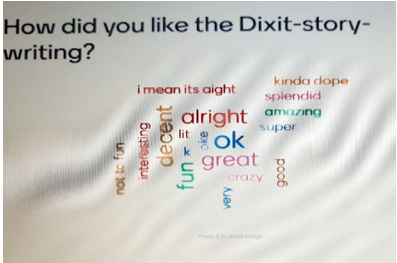 How did you like the Dixit-story-
writing?
kinda dope
i mean its aight
splendid
amazing
alright
super
decent
lit
oke
ok
interesting
k
great
not to fun
fun
crazy
good
very